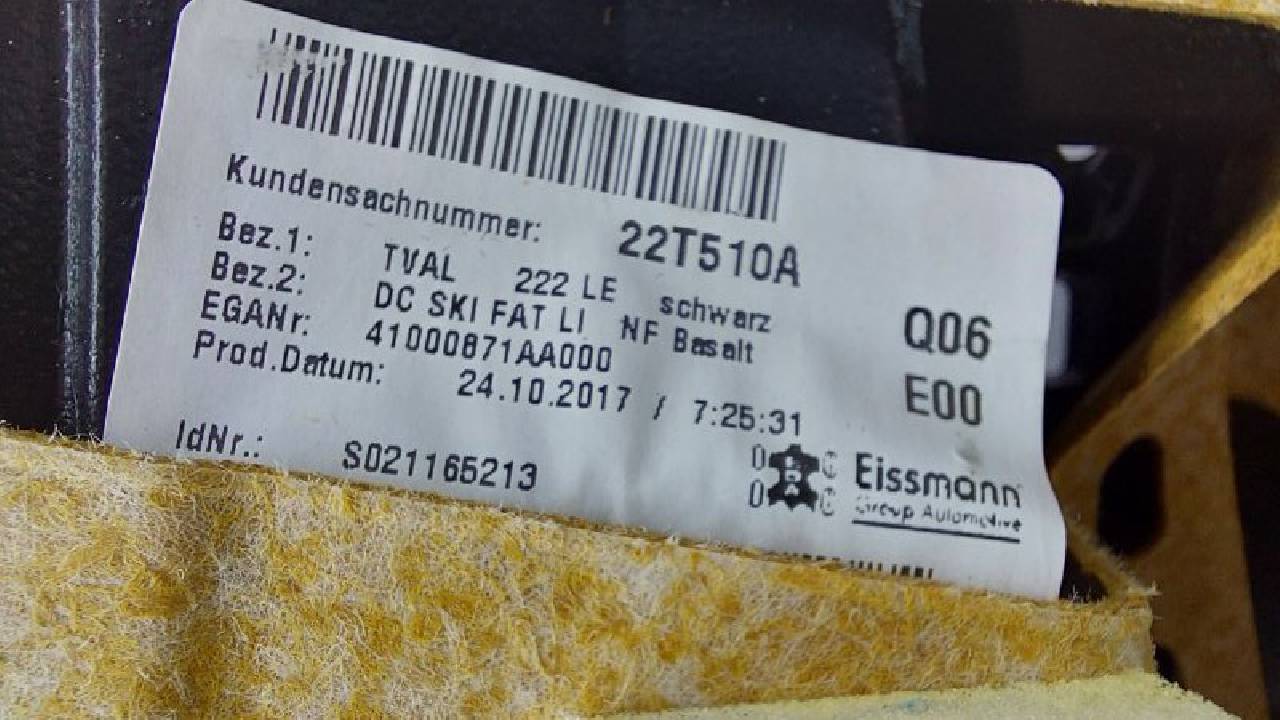 Kundensachnummer: 22T510A
Bez.1: TVAL 222 LE schwarz
Bez.2: DC SKI FAT LI NF Basalt
EGANr: 41000871AA000
Prod.Datum: 24.10.2017 / 7:25:31
Q06
E00
IdNr.: S021165213
Eissmann
Group Automotive